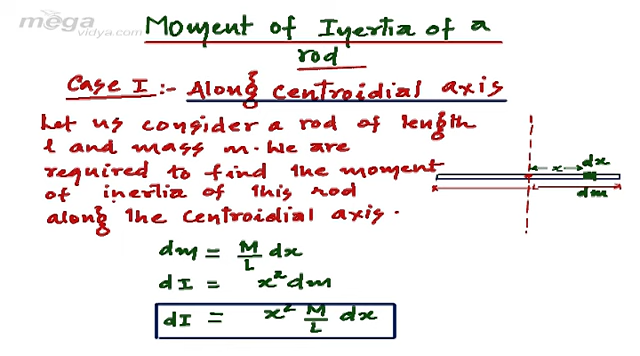 mega
vidya.com
Moment of Inertia of a
rod
Case I :- Along Centroidial axis
Let us consider a rod of length
l and mass m. We are
required to find the moment
of inertia of this rod
along the centroidial axis.
dx
x
L
dm
dm = M/L dx
dI = x² dm
dI = x² M/L dx